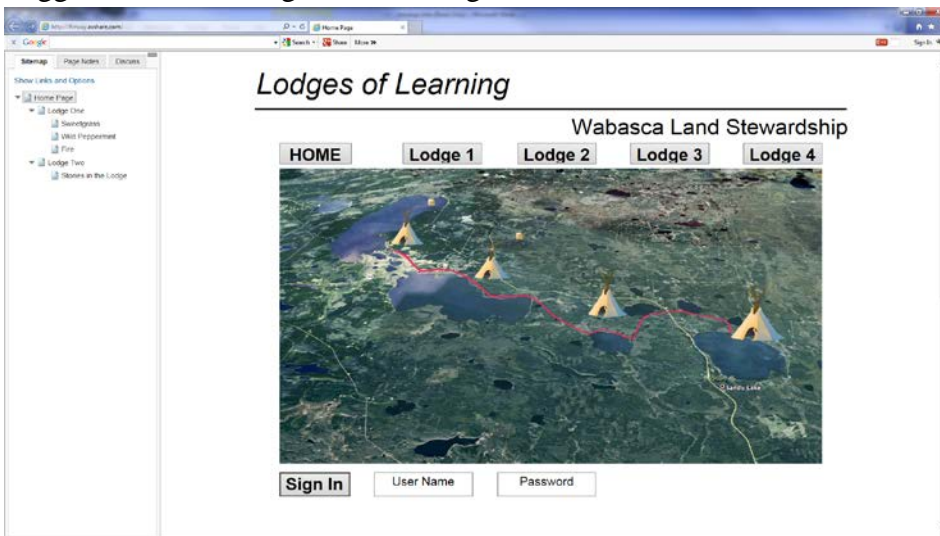 Home Page
Google
Search
Share
More
Sign In
Sitemap
Page Notes
Discuss
Show Links and Options
Home Page
Lodge One
Sweetgrass
Wild Peppermint
Fire
Lodge Two
Stones in the Lodge
Lodges of Learning
Wabasca Land Stewardship
HOME
Lodge 1
Lodge 2
Lodge 3
Lodge 4
Sandy Lake
Sign In
User Name
Password